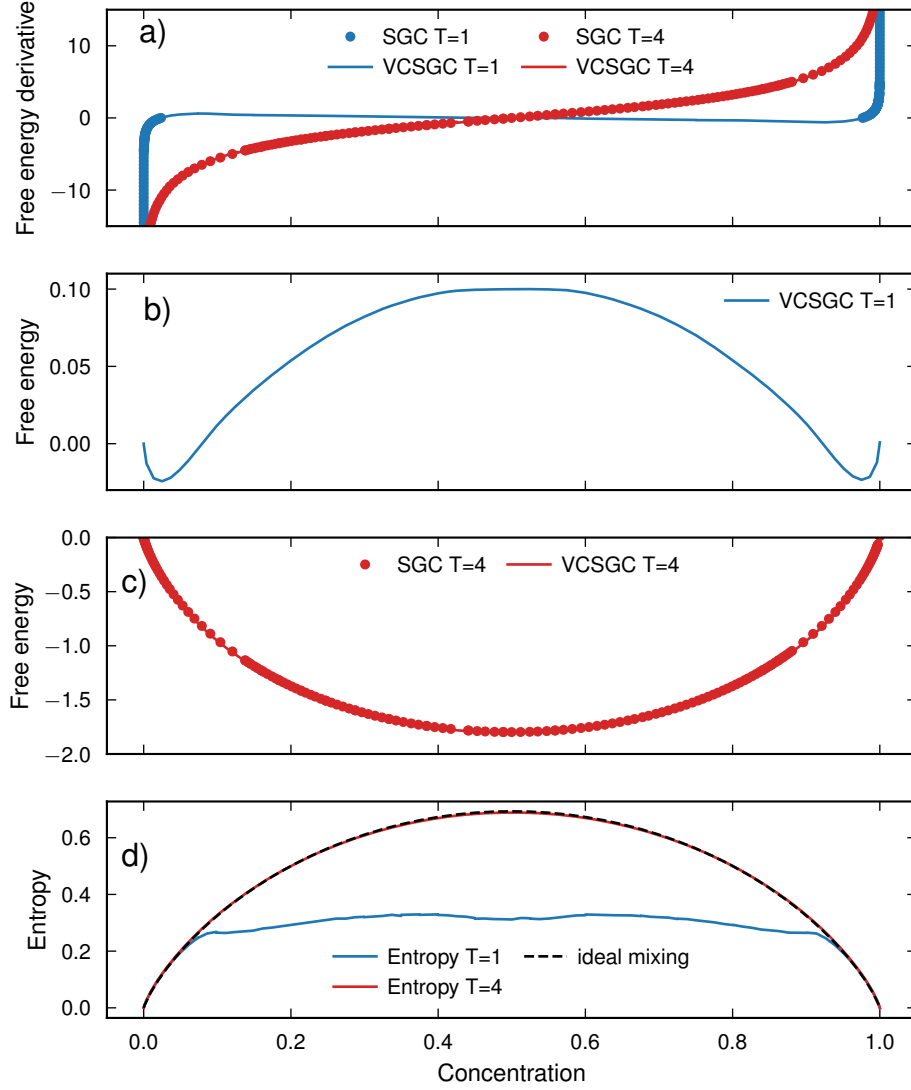 a)
SGC T=1
SGC T=4
VCSGC T=1
VCSGC T=4
Free energy derivative
10
0
−10
b)
VCSGC T=1
Free energy
0.10
0.05
0.00
c)
SGC T=4
VCSGC T=4
Free energy
0.0
−0.5
−1.0
−1.5
−2.0
d)
Entropy
0.6
0.4
0.2
0.0
Entropy T=1
ideal mixing
Entropy T=4
0.0 0.2 0.4 0.6 0.8 1.0
Concentration